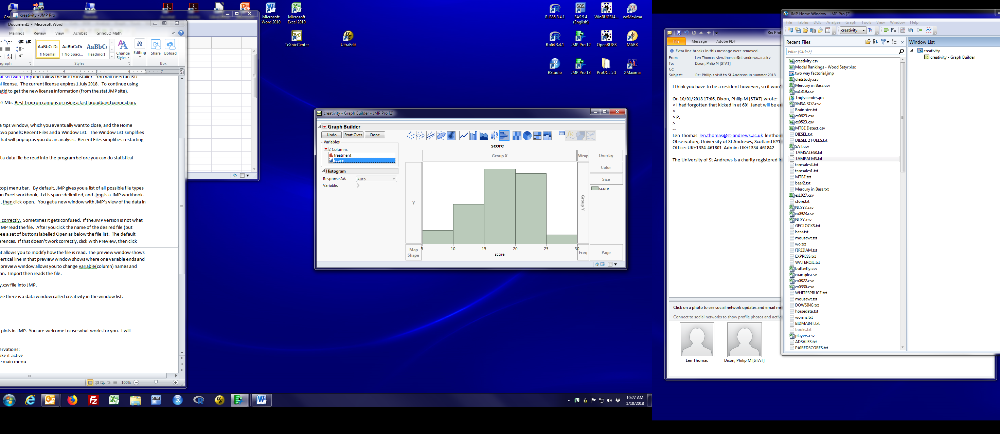 creativity - JMP Pro
Document1 - Microsoft Word
Mailings Review View Acrobat GrindEQ Math
AaBbCcDc AaBbCcDc AaBbCc
¶ Normal ¶ No Spaci... Heading 1
Change Styles Editing Share Upload
Styles Box
al-software-jmp and follow the link to installer. You will need an ISU
al license. The current license expires 1 July 2018. To continue using
etid to get the new license information (from the stat JMP site).
0 Mb. Best from on campus or using a fast broadband connection.
a tips window, which you eventually want to close, and the Home
two panels: Recent Files and a Window List. The Window List simplifies
that will pop up as you do an analysis. Recent Files simplifies restarting
t a data file be read into the program before you can do statistical
top) menu bar. By default, JMP gives you a list of all possible file types
an Excel workbook, .txt is space delimited, and .jmp is a JMP workbook.
e, then click open. You get a new window with JMP's view of the data in
e correctly. Sometimes it gets confused. If the JMP version is not what
JMP read the file. After you click the name of the desired file (but
ee a set of buttons labelled Open as below the file list. The default
erences. If that doesn't work correctly, click with Preview, then click
at allows you to modify how the file is read. The preview window shows
vertical line in that preview window shows where one variable ends and
preview window allows you to change variable(column) names and
mn. Import then reads the file.
y.csv file into JMP.
ee there is a data window called creativity in the window list.
plots in JMP. You are welcome to use what works for you. I will
ervations:
ake it active
e main menu
100%
Microsoft Word 2010
Microsoft Excel 2010
TeXnicCenter
UltraEdit
R i386 3.4.1
SAS 9.4 (English)
WinBUGS14...
wxMaxima
R x64 3.4.1
JMP Pro 12
OpenBUGS
MARK
RStudio
JMP Pro 13
ProUCL 5.1
XMaxima
creativity - Graph Builder - JMP Pro [2]
Graph Builder
Undo Start Over Done
Variables
2 Columns
treatment
score
Histogram
Response Axis Auto
Variables
score
Group X
Wrap
Overlay
Color
Size
score
Y
Group Y
Map Shape
5 10 15 20 25 30
score
Freq
Page
10:27 AM
1/10/2018
Re: Phil
File Message Adobe PDF
Extra line breaks in this message were removed.
From: Len Thomas <len.thomas@st-andrews.ac.uk>
To: Dixon, Philip M [STAT]
Cc:
Subject: Re: Philip's visit to St Andrews in summer 2018
I think you have to be a resident however, so it won'
On 10/01/2018 17:06, Dixon, Philip M [STAT] wrote:
> I had forgotten that kicked in at 60! Janet will be e
>
> P.
>
--
Len Thomas len.thomas@st-andrews.ac.uk lenthom
Observatory, University of St Andrews, Scotland KY1
Office: UK+1334-461801 Admin: UK+1334-461842
The University of St Andrews is a charity registered in
Click on a photo to see social network updates and email me
Connect to social networks to show profile photos and activ
Len Thomas
Dixon, Philip M [STAT]
JMP Home Window - JMP Pro [2]
File Tables DOE Analyze Graph Tools View Window Help
creativity
Recent Files
Filter (Ctrl+F)
creativity.csv
Model Rankings - Wood Satyr.xlsx
two way factorial.jmp
dietstudy.csv
Mercury in Bass.csv
ex1319.csv
Triglycerides.jrn
SMSA SO2.csv
Brain size.txt
ex0623.csv
ex0523.csv
MTBE Detect.csv
DIESEL.txt
DIESEL 2 FUELS.txt
SAT.csv
TAMSALES8.txt
TAMPALMS.txt
tamsales4.txt
tamsales1.txt
MTBE.txt
bear2.txt
Mercury in Bass.txt
ex1027.csv
store.txt
NLSY2.csv
ex0923.csv
NLSY.csv
GFCLOCKS.txt
bear.txt
mousewt.txt
wo.txt
FIREDAM.txt
EXPRESS.txt
WATEROIL.txt
butterfly.csv
example.csv
ex0822.csv
ex0330.csv
WHITESPRUCE.txt
mousewt.txt
DOWSING.txt
horsedata.txt
worms.txt
BIDMAINT.txt
books.txt
players.csv
ADSALES.txt
PAIREDSCORES.txt
Window List
creativity
creativity - Graph Builder